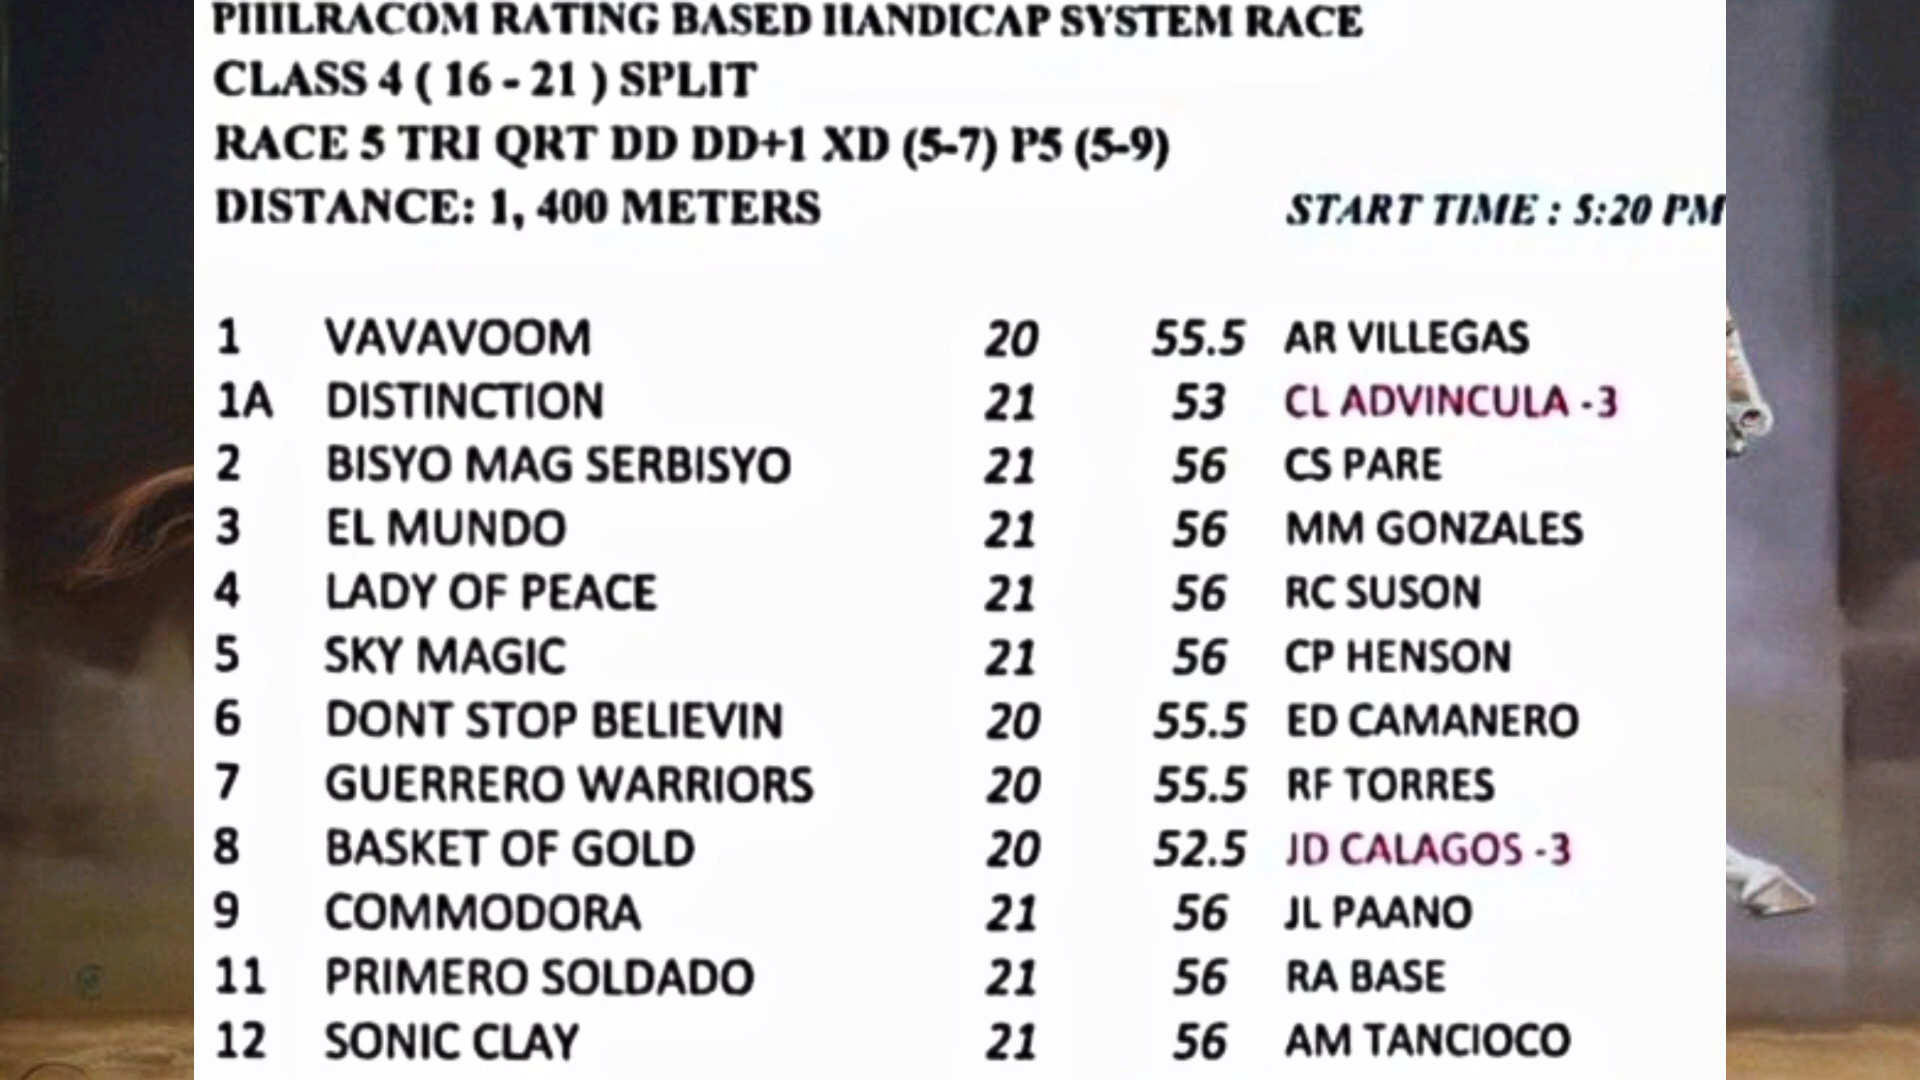 PHILRACOM RATING BASED HANDICAP SYSTEM RACE
CLASS 4 ( 16 - 21 ) SPLIT
RACE 5 TRI QRT DD DD+1 XD (5-7) P5 (5-9)
DISTANCE: 1, 400 METERS START TIME : 5:20 PM
1 VAVAVOOM 20 55.5 AR VILLEGAS
1A DISTINCTION 21 53 CL ADVINCULA -3
2 BISYO MAG SERBISYO 21 56 CS PARE
3 EL MUNDO 21 56 MM GONZALES
4 LADY OF PEACE 21 56 RC SUSON
5 SKY MAGIC 21 56 CP HENSON
6 DONT STOP BELIEVIN 20 55.5 ED CAMANERO
7 GUERRERO WARRIORS 20 55.5 RF TORRES
8 BASKET OF GOLD 20 52.5 JD CALAGOS -3
9 COMMODORA 21 56 JL PAANO
11 PRIMERO SOLDADO 21 56 RA BASE
12 SONIC CLAY 21 56 AM TANCIOCO